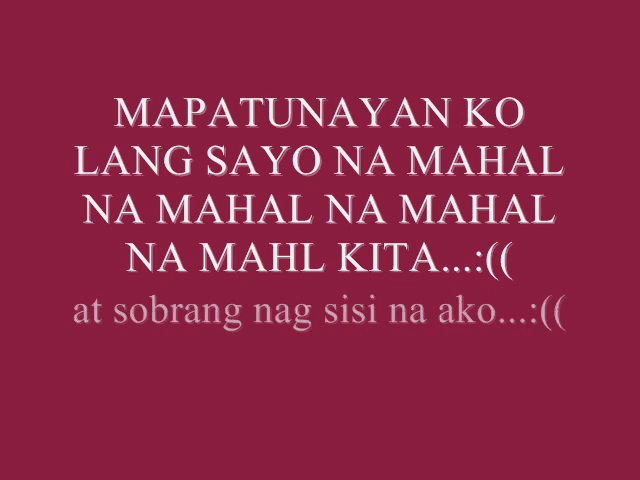 MAPATUNAYAN KO
LANG SAYO NA MAHAL
NA MAHAL NA MAHAL
NA MAHL KITA...:((
at sobrang nag sisi na ako...:((